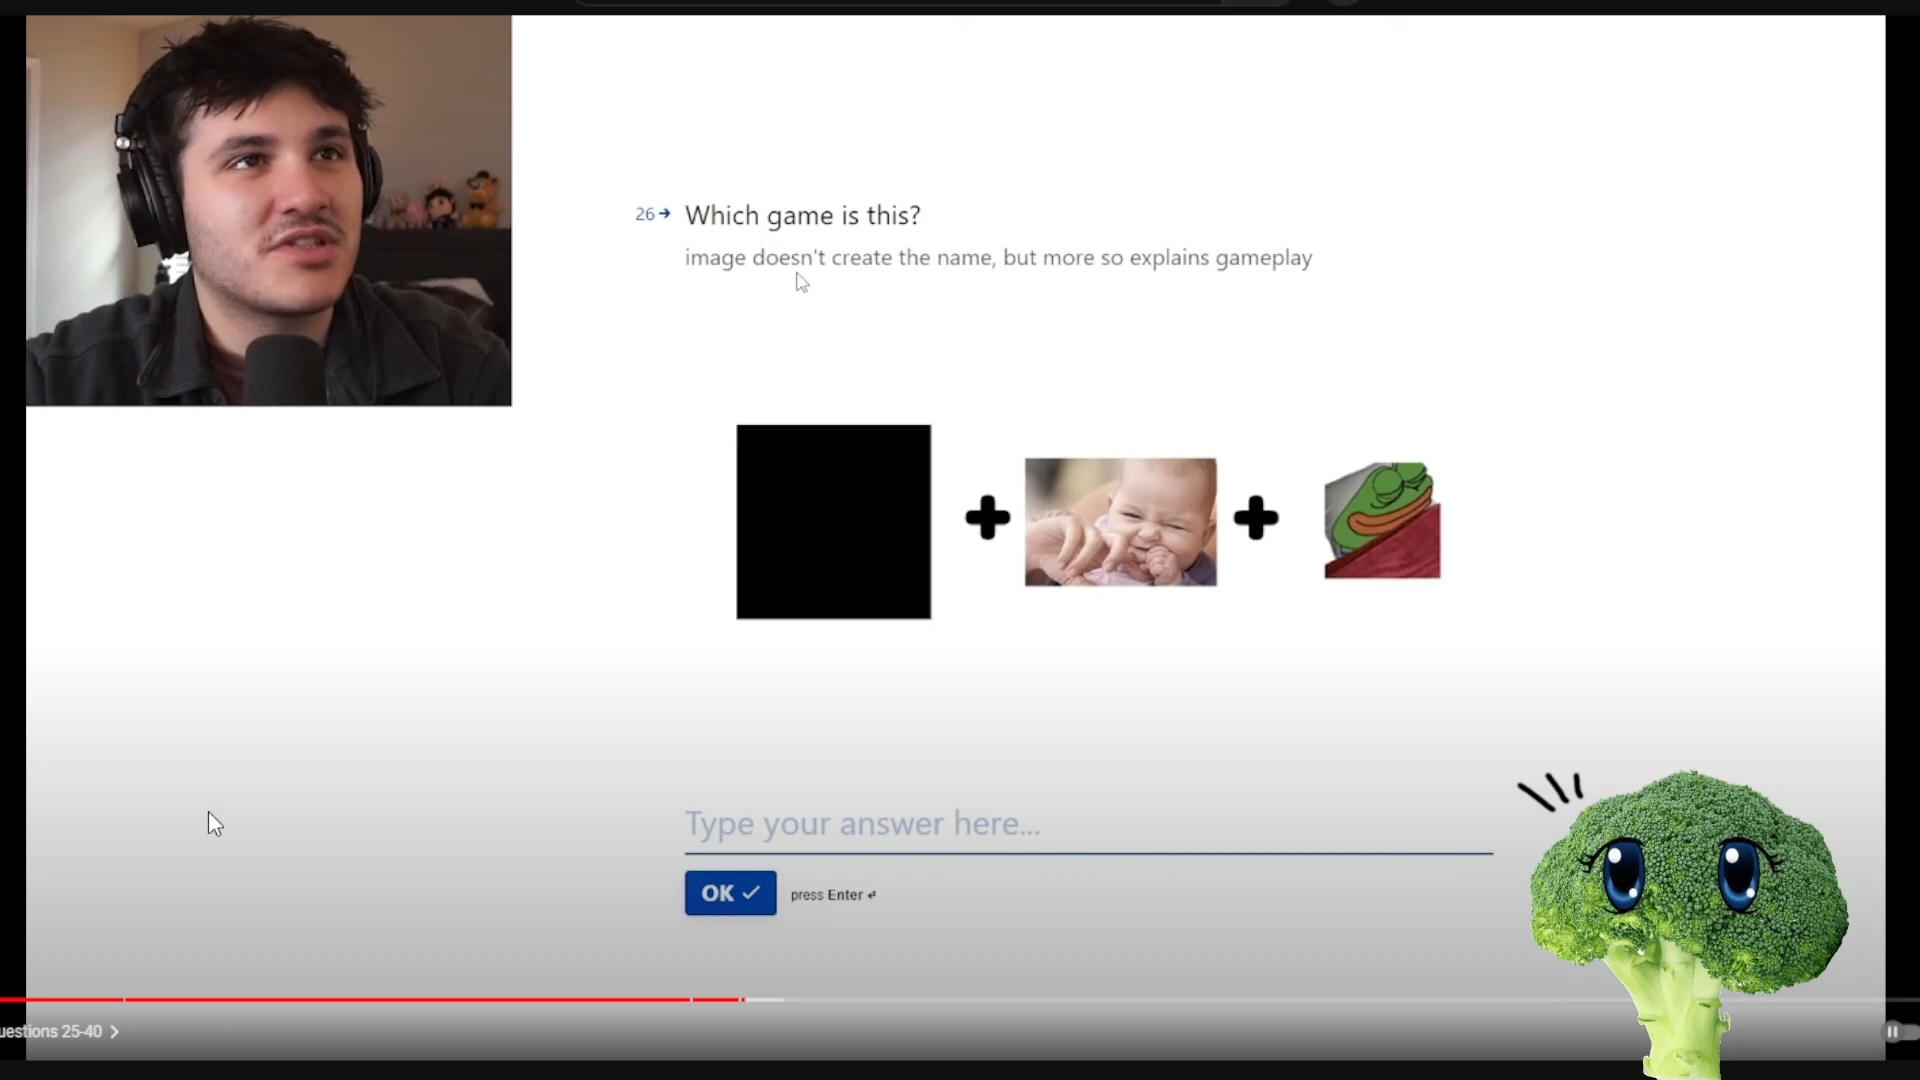 26 Which game is this?
image doesn't create the name, but more so explains gameplay
Type your answer here...
OK press Enter
uestions 25-40